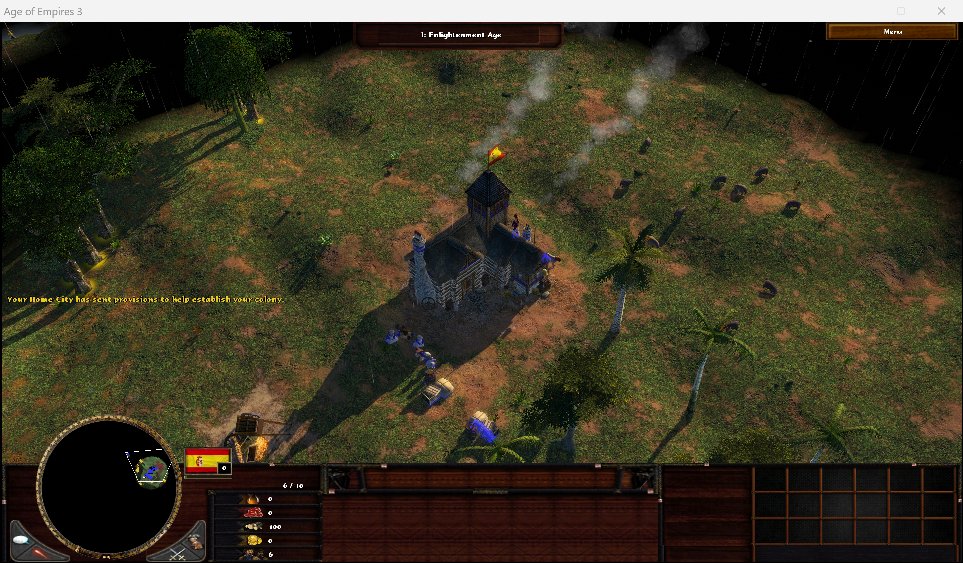 Age of Empires 3
1: Enlightenment Age
Menu
Your Home City has sent provisions to help establish your colony.
0
6 / 10
0
0
100
0
6